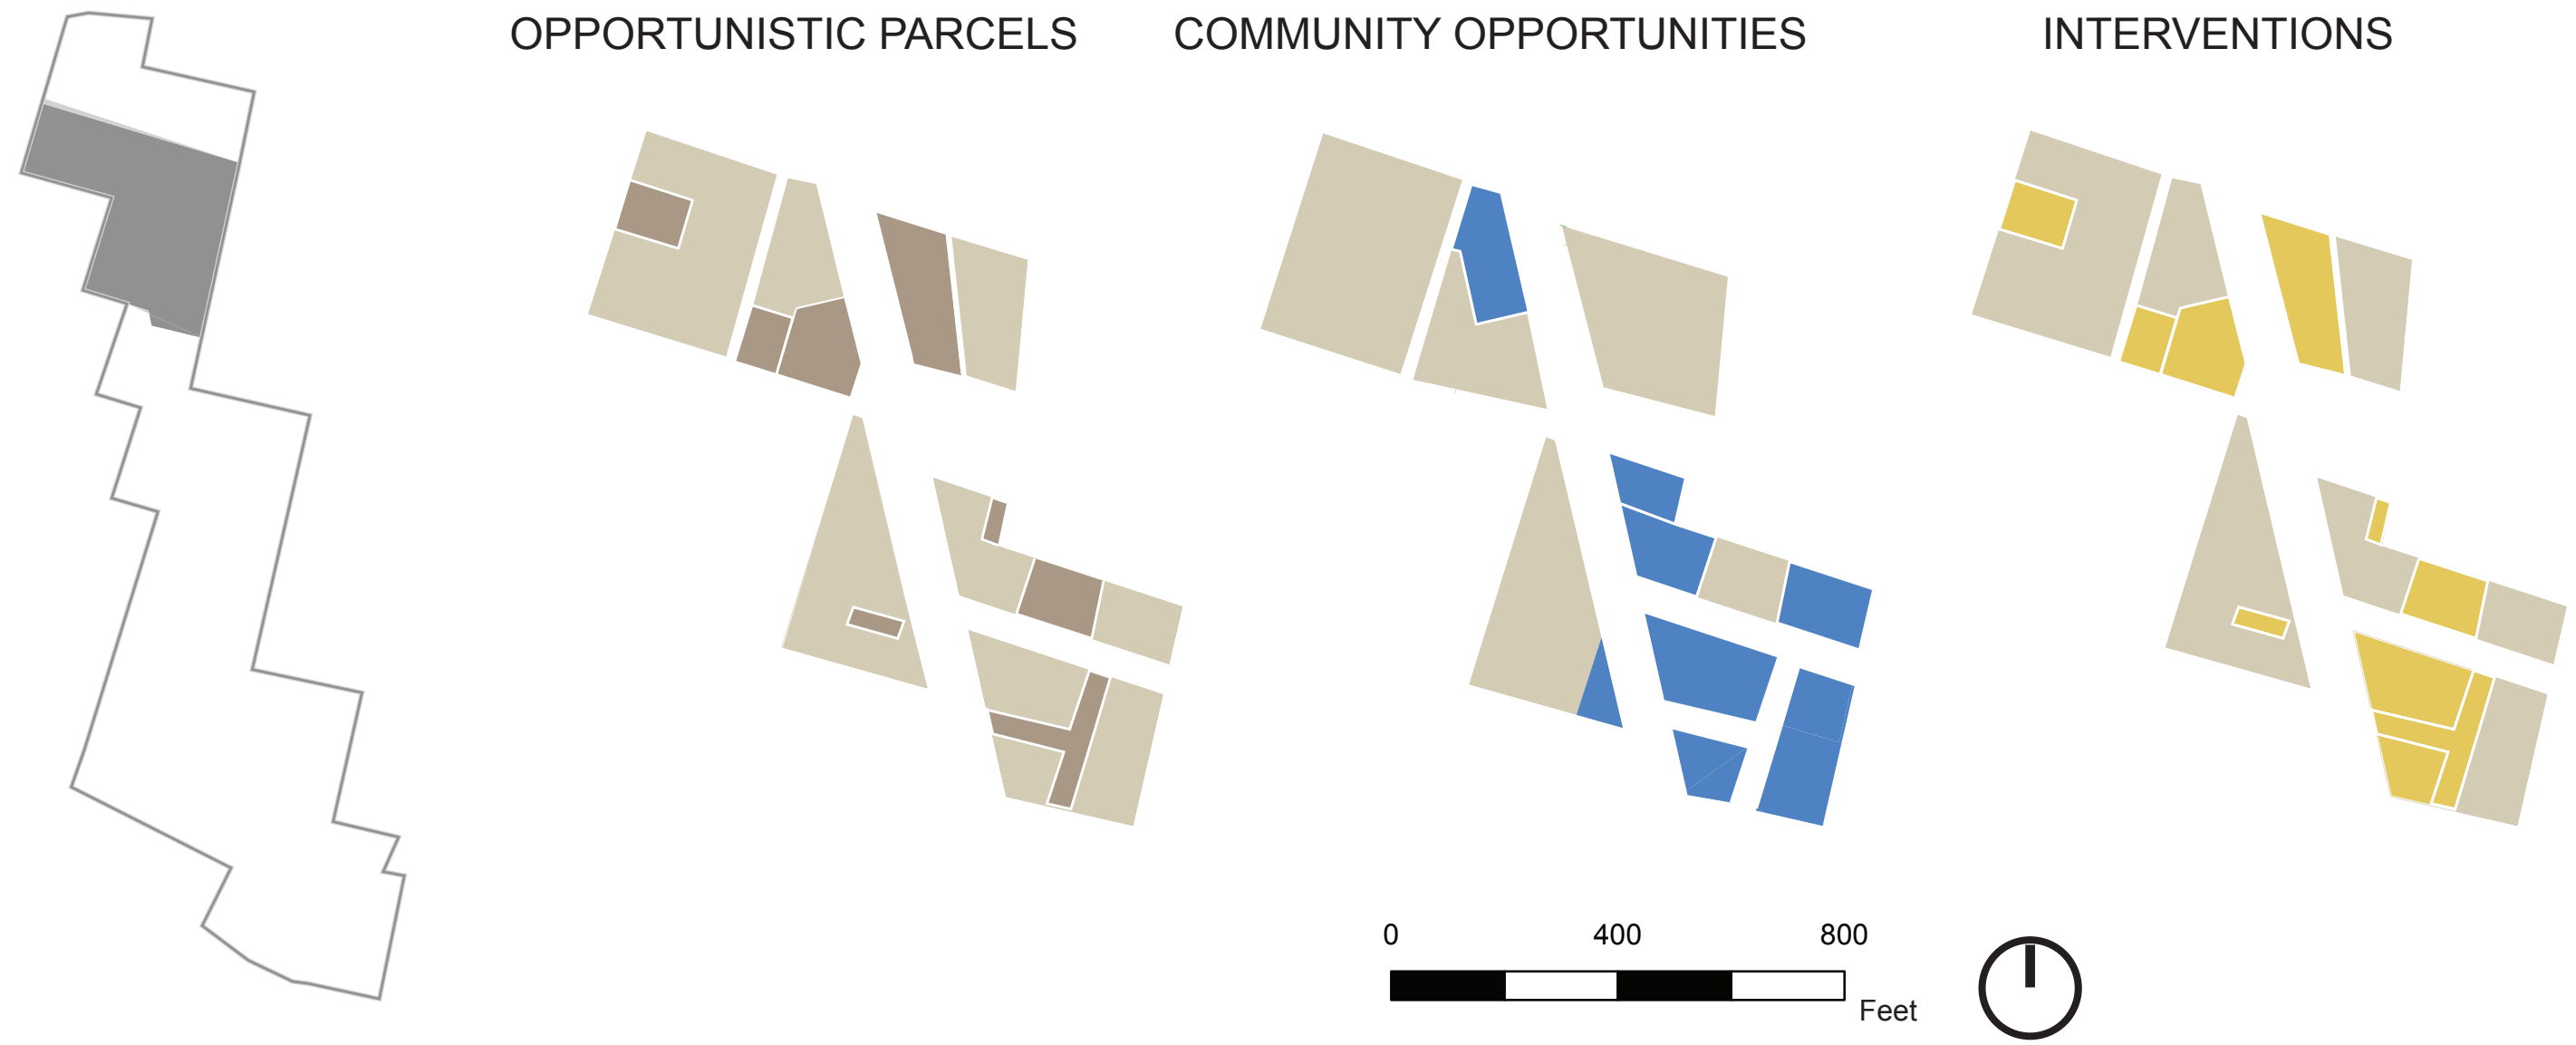 OPPORTUNISTIC PARCELS
COMMUNITY OPPORTUNITIES
INTERVENTIONS
0 400 800
Feet